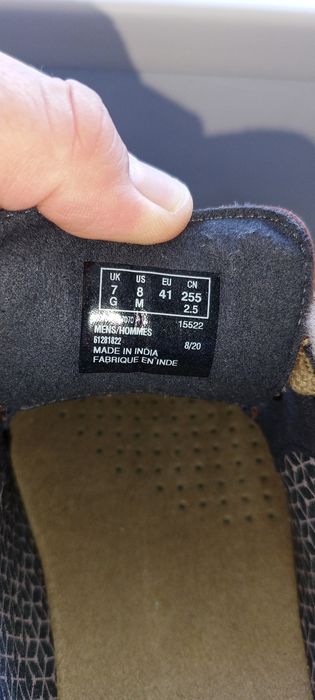 UK US EU CN
7 8 41 255
G M 2.5
15522
MENS/HOMMES
61281822 8/20
MADE IN INDIA
FABRIQUE EN INDE